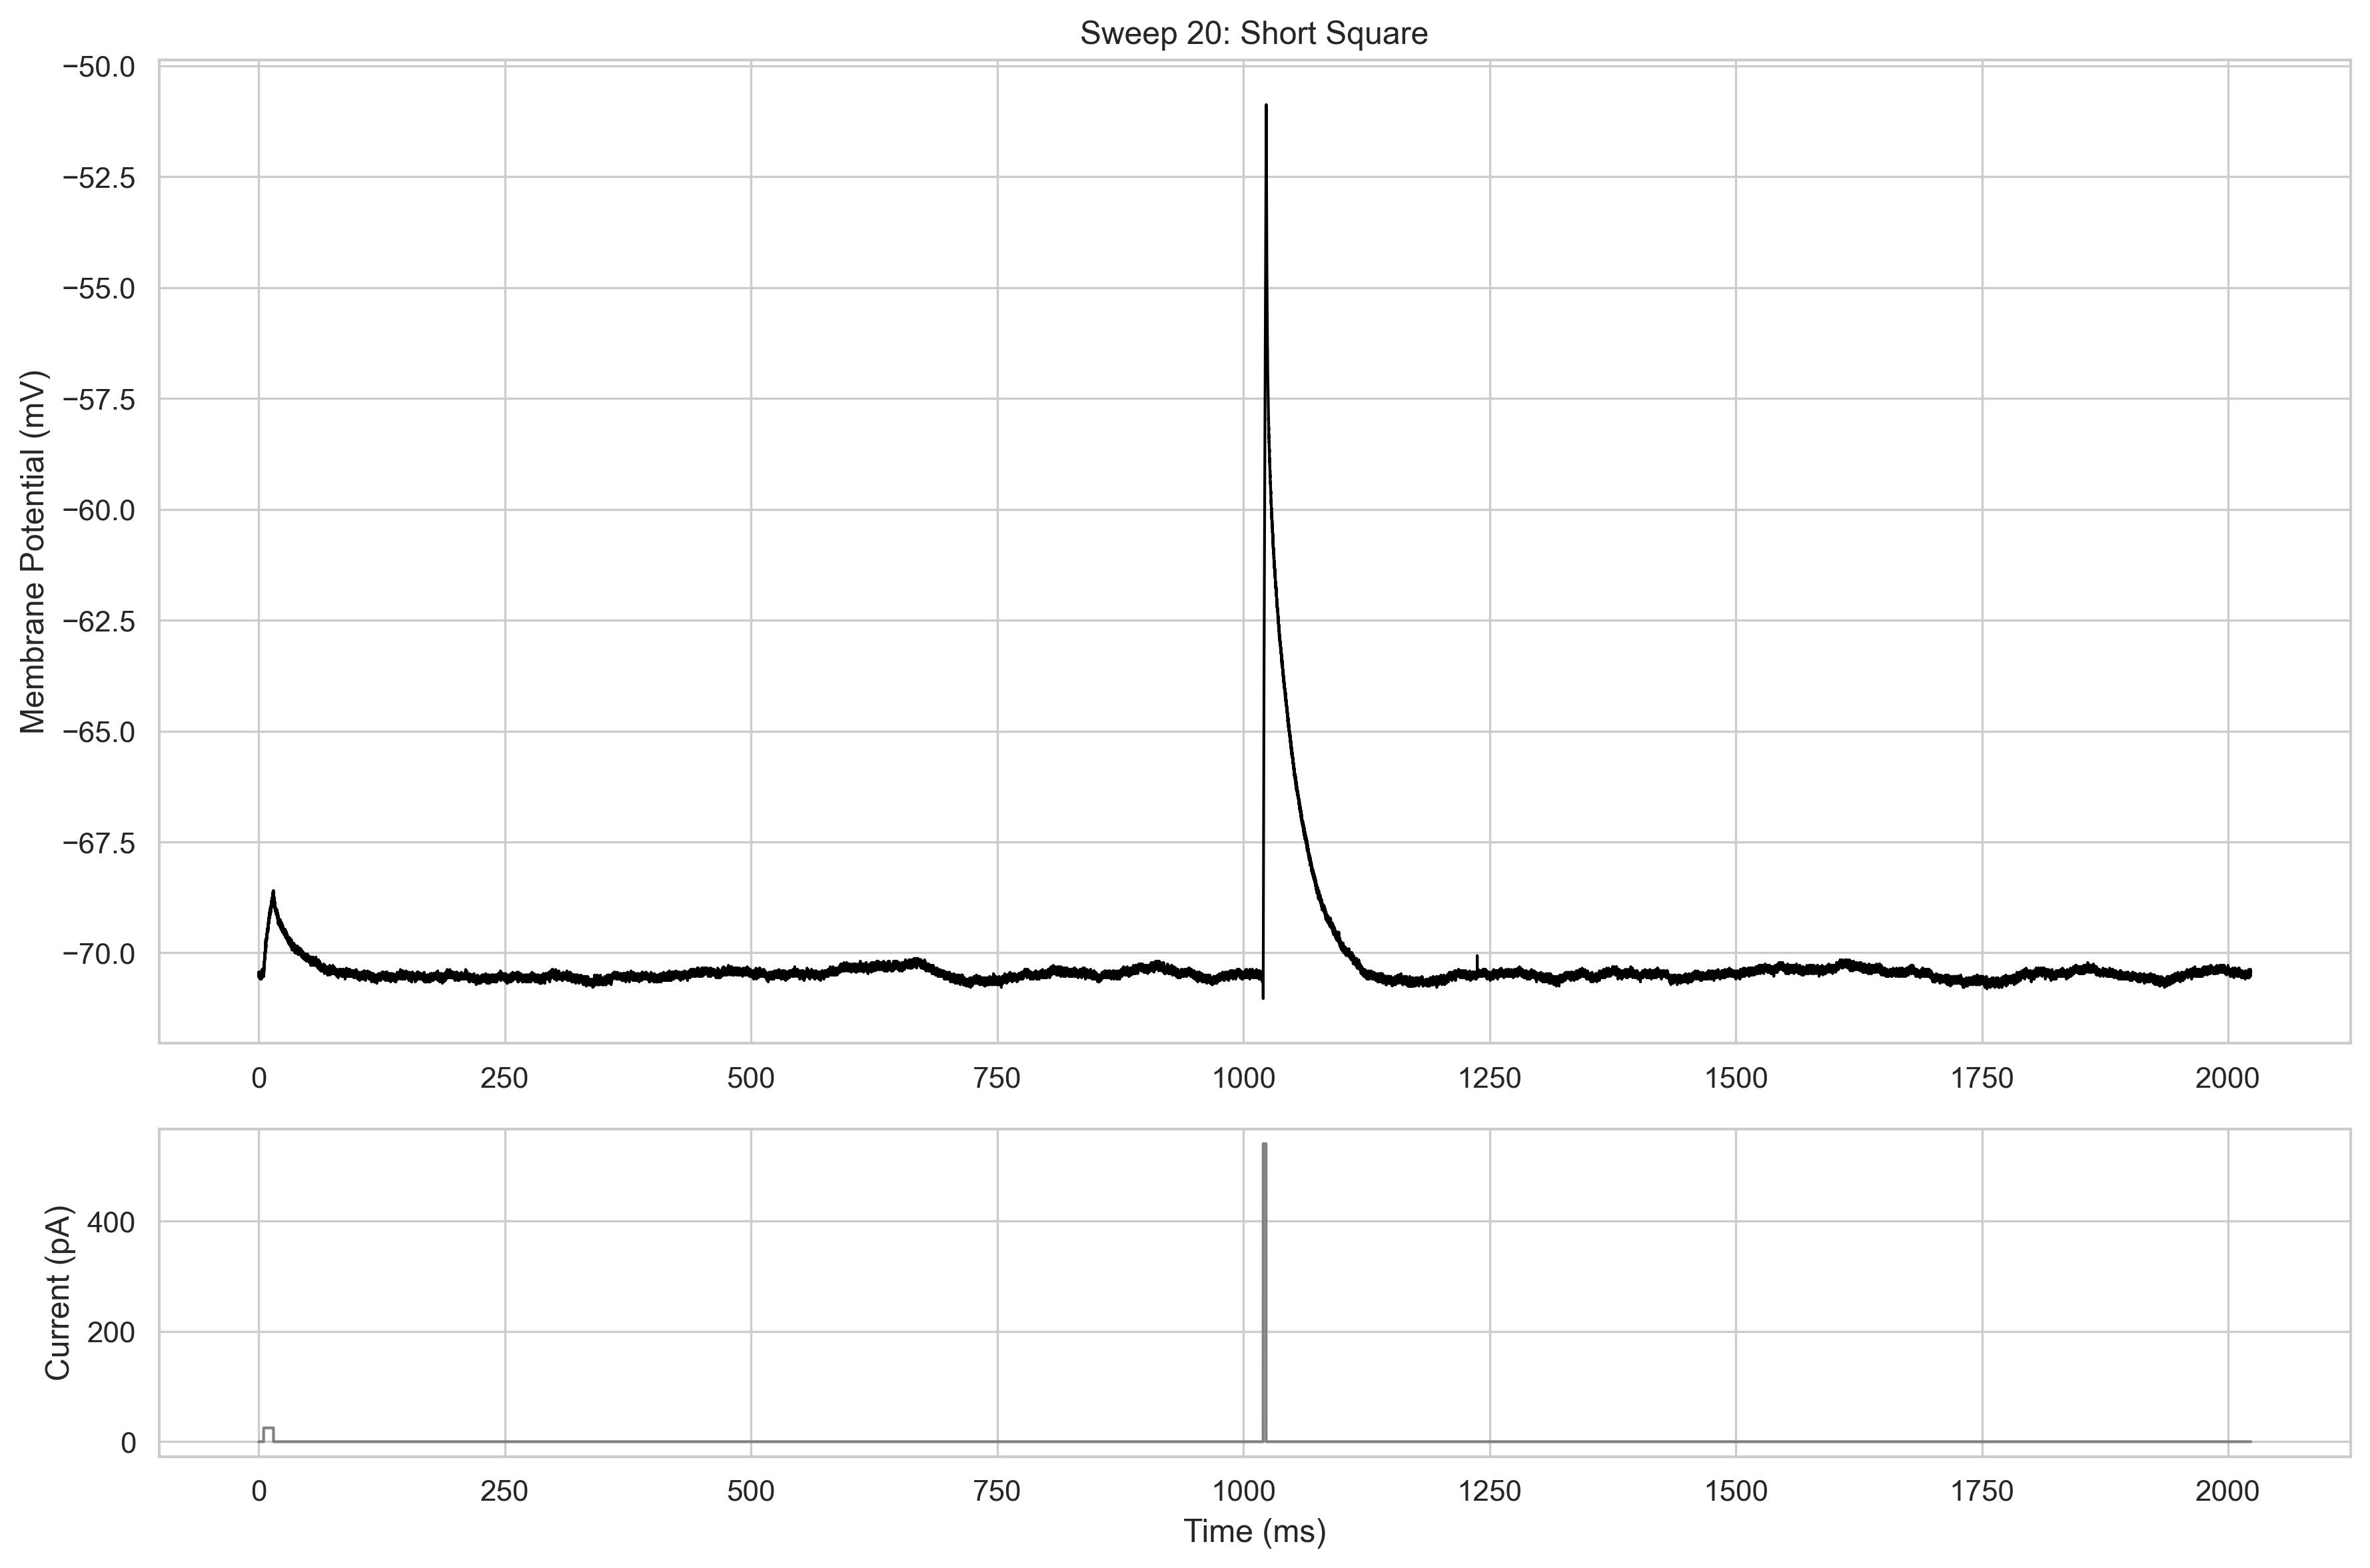 Sweep 20: Short Square
Membrane Potential (mV)
−50.0
−52.5
−55.0
−57.5
−60.0
−62.5
−65.0
−67.5
−70.0
0 250 500 750 1000 1250 1500 1750 2000
Current (pA)
400
200
0
0 250 500 750 1000 1250 1500 1750 2000
Time (ms)